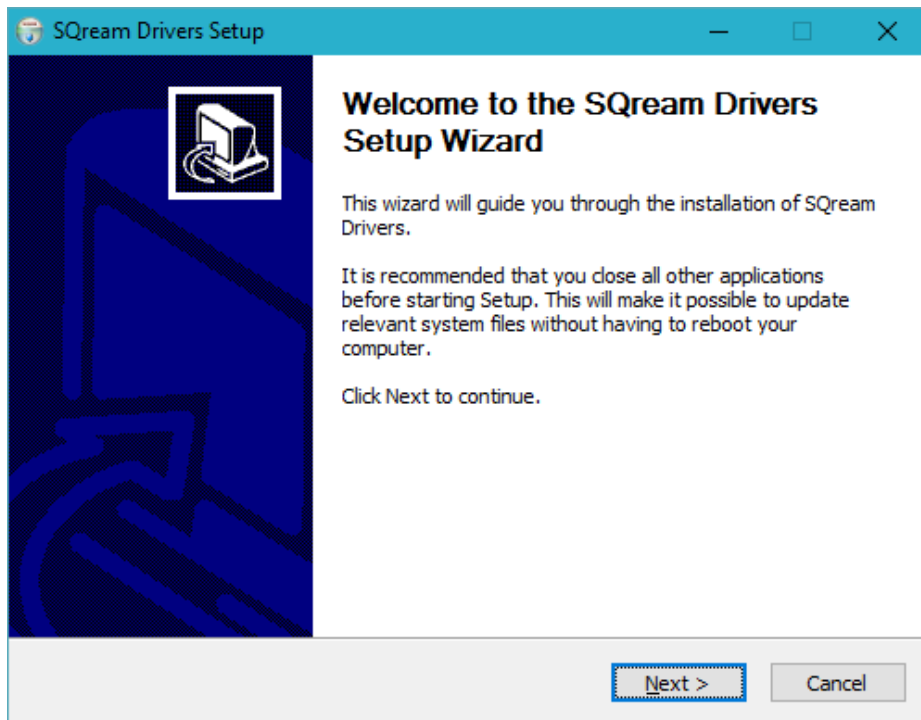 SQream Drivers Setup
Welcome to the SQream Drivers
Setup Wizard
This wizard will guide you through the installation of SQream
Drivers.
It is recommended that you close all other applications
before starting Setup. This will make it possible to update
relevant system files without having to reboot your
computer.
Click Next to continue.
Next >
Cancel